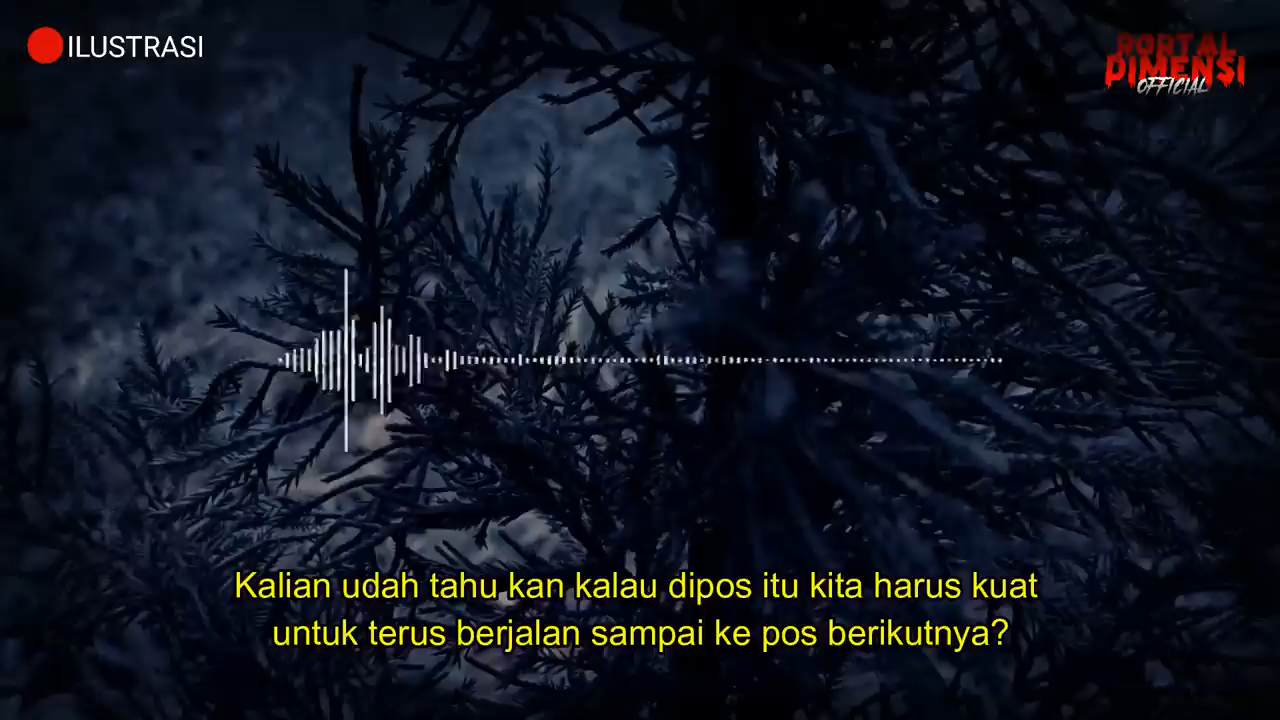 ILUSTRASI
PORTAL
DIMENSI
OFFICIAL
Kalian udah tahu kan kalau dipos itu kita harus kuat
untuk terus berjalan sampai ke pos berikutnya?